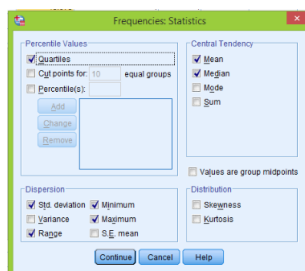 Frequencies: Statistics
Percentile Values
Quartiles
Cut points for: 10 equal groups
Percentile(s):
Add
Change
Remove
Central Tendency
Mean
Median
Mode
Sum
Values are group midpoints
Dispersion
Std. deviation Minimum
Variance Maximum
Range S.E. mean
Distribution
Skewness
Kurtosis
Continue Cancel Help